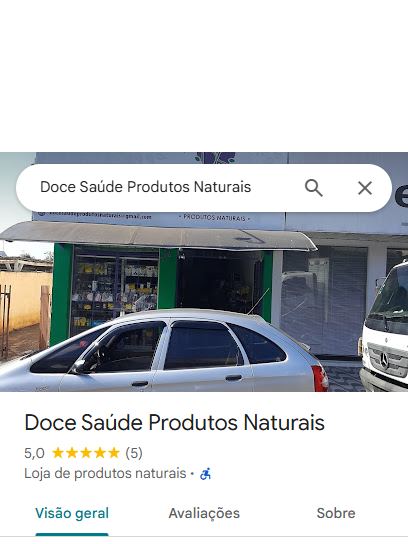 Doce Saúde Produtos Naturais
• PRODUTOS NATURAIS •
Doce Saúde Produtos Naturais
5,0 (5)
Loja de produtos naturais •
Visão geral Avaliações Sobre